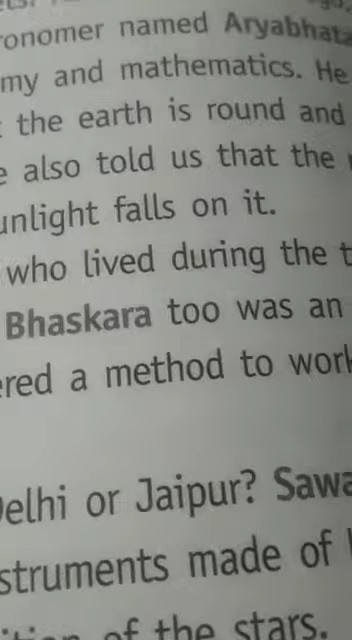 onomer named Aryabhata
my and mathematics. He
the earth is round and
also told us that the
unlight falls on it.
who lived during the t
Bhaskara too was an
ered a method to work
Delhi or Jaipur? Sawa
struments made of
of the stars.